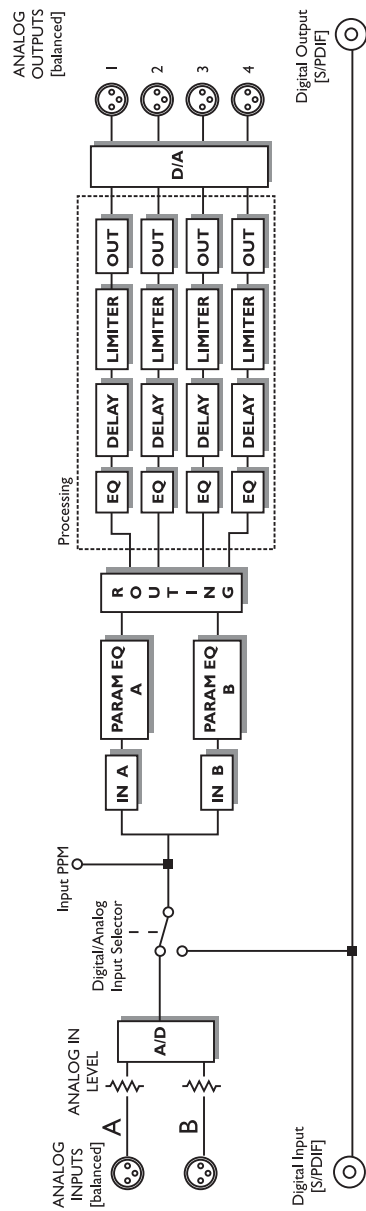 ANALOG
INPUTS
[balanced]
A
B
ANALOG IN
LEVEL
A/D
Digital/Analog
Input Selector
Input PPM
IN A
IN B
PARAM EQ
A
PARAM EQ
B
ROUTING
Processing
EQ
DELAY
LIMITER
OUT
EQ
DELAY
LIMITER
OUT
EQ
DELAY
LIMITER
OUT
EQ
DELAY
LIMITER
OUT
D/A
ANALOG
OUTPUTS
[balanced]
1
2
3
4
Digital Input
[S/PDIF]
Digital Output
[S/PDIF]